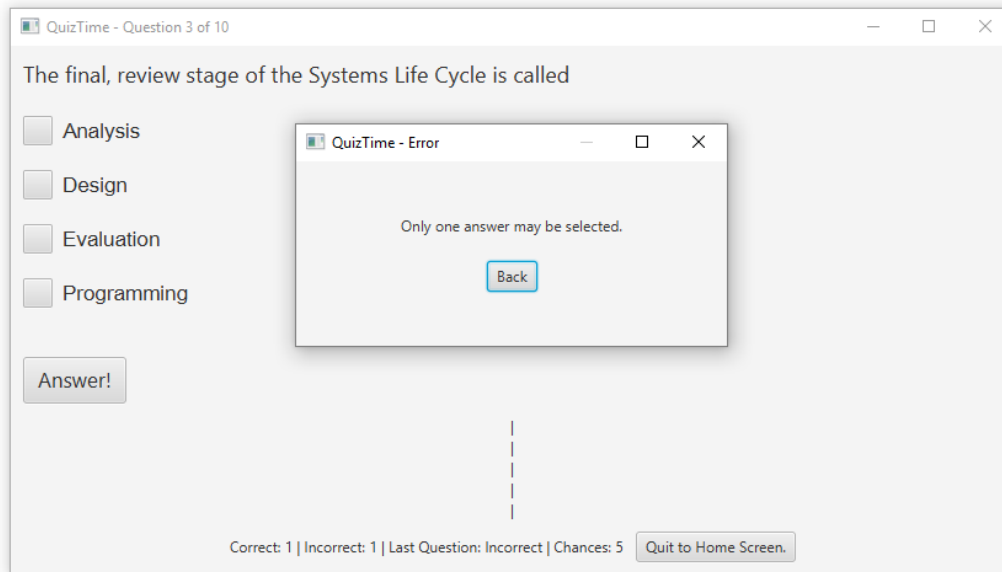 QuizTime - Question 3 of 10
The final, review stage of the Systems Life Cycle is called
Analysis
Design
Evaluation
Programming
Answer!
QuizTime - Error
Only one answer may be selected.
Back
|
|
|
|
|
Correct: 1 | Incorrect: 1 | Last Question: Incorrect | Chances: 5
Quit to Home Screen.